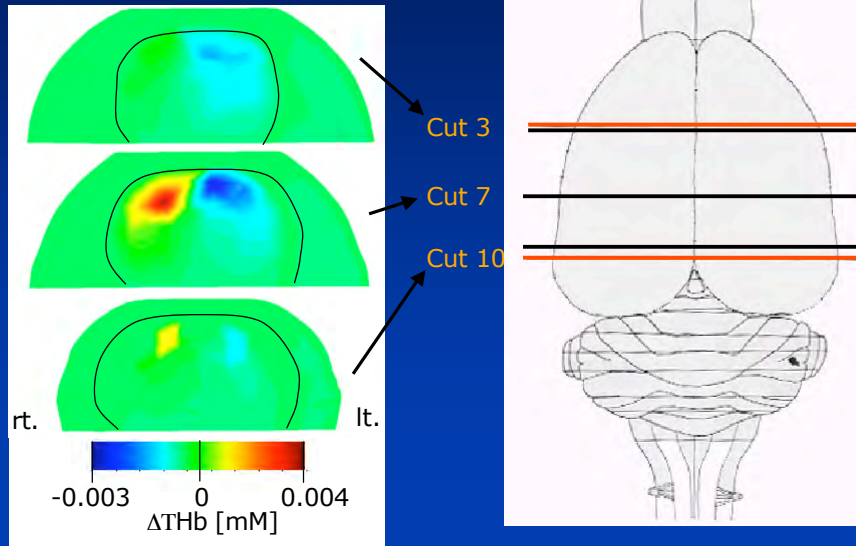 Cut 3
Cut 7
Cut 10
rt.
lt.
-0.003 0 0.004
ΔTHb [mM]